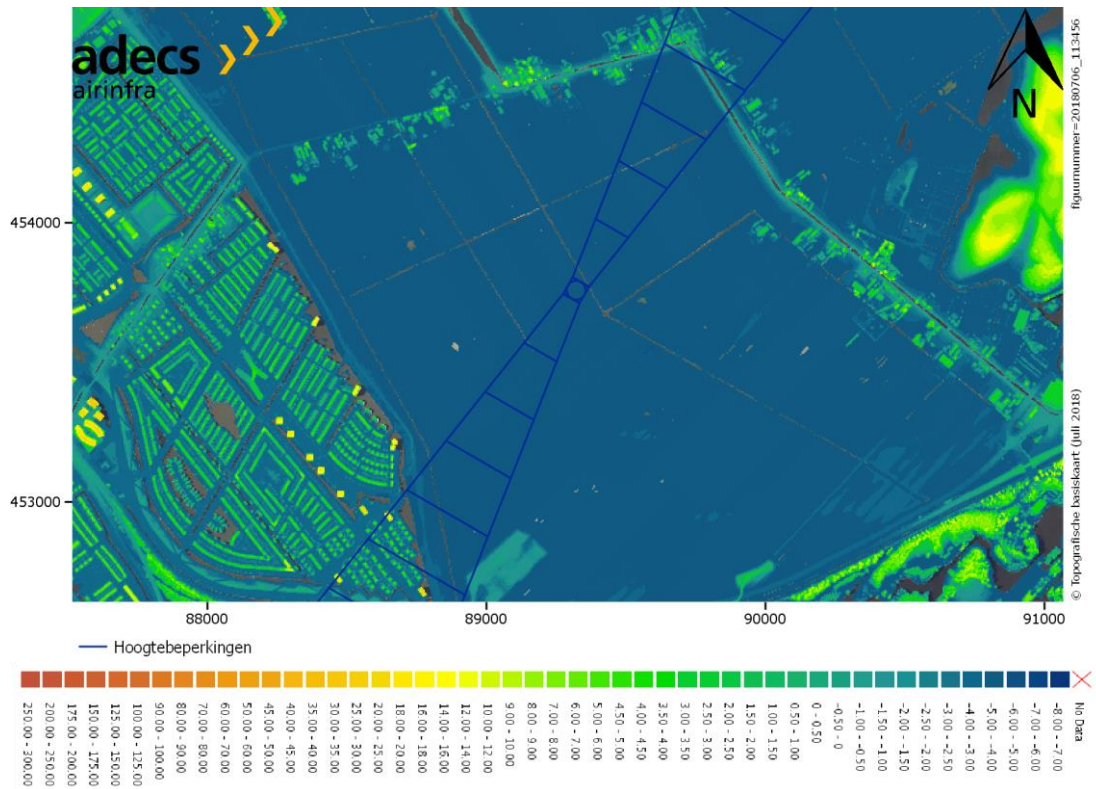 adecs
airinfra
N
figuurnummer=20180706_113456
454000
453000
© Topografische basiskaart (juli 2018)
88000
89000
90000
91000
Hoogtebeperkingen
250.00 - 300.00
200.00 - 250.00
175.00 - 200.00
150.00 - 175.00
125.00 - 150.00
100.00 - 125.00
90.00 - 100.00
80.00 - 90.00
70.00 - 80.00
60.00 - 70.00
50.00 - 60.00
45.00 - 50.00
40.00 - 45.00
35.00 - 40.00
30.00 - 35.00
25.00 - 30.00
20.00 - 25.00
18.00 - 20.00
16.00 - 18.00
14.00 - 16.00
12.00 - 14.00
10.00 - 12.00
9.00 - 10.00
8.00 - 9.00
7.00 - 8.00
6.00 - 7.00
5.00 - 6.00
4.50 - 5.00
4.00 - 4.50
3.50 - 4.00
3.00 - 3.50
2.50 - 3.00
2.00 - 2.50
1.50 - 2.00
1.00 - 1.50
0.50 - 1.00
0 - 0.50
-0.50 - 0
-1.00 - -0.50
-1.50 - -1.00
-2.00 - -1.50
-2.50 - -2.00
-3.00 - -2.50
-4.00 - -3.00
-5.00 - -4.00
-6.00 - -5.00
-7.00 - -6.00
-8.00 - -7.00
No Data